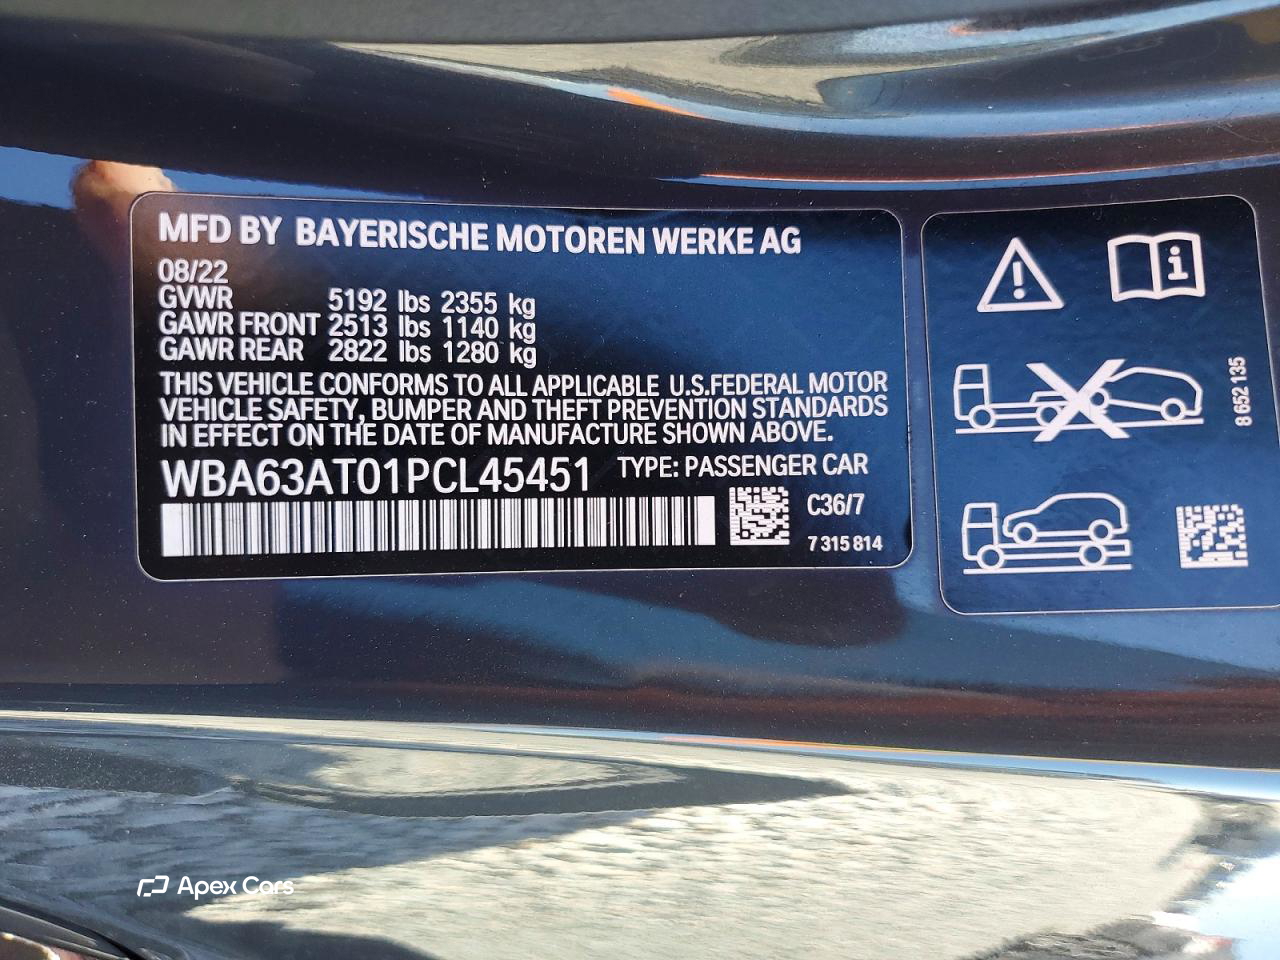 MFD BY BAYERISCHE MOTOREN WERKE AG
08/22
GVWR 5192 lbs 2355 kg
GAWR FRONT 2513 lbs 1140 kg
GAWR REAR 2822 lbs 1280 kg
THIS VEHICLE CONFORMS TO ALL APPLICABLE U.S.FEDERAL MOTOR
VEHICLE SAFETY, BUMPER AND THEFT PREVENTION STANDARDS
IN EFFECT ON THE DATE OF MANUFACTURE SHOWN ABOVE.
WBA63AT01PCL45451 TYPE: PASSENGER CAR
C36/7
7 315 814
8 652 135
Apex Cars